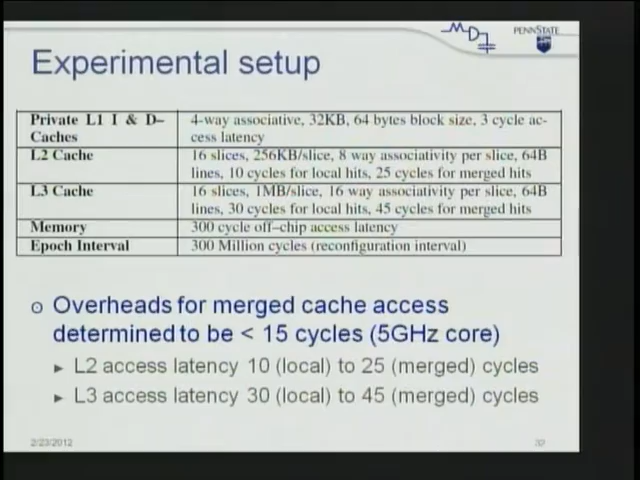 PENNSTATE
Experimental setup
Private L1 I & D–
Caches
4-way associative, 32KB, 64 bytes block size, 3 cycle ac-
cess latency
L2 Cache
16 slices, 256KB/slice, 8 way associativity per slice, 64B
lines, 10 cycles for local hits, 25 cycles for merged hits
L3 Cache
16 slices, 1MB/slice, 16 way associativity per slice, 64B
lines, 30 cycles for local hits, 45 cycles for merged hits
Memory
300 cycle off–chip access latency
Epoch Interval
300 Million cycles (reconfiguration interval)
Overheads for merged cache access
determined to be < 15 cycles (5GHz core)
L2 access latency 10 (local) to 25 (merged) cycles
L3 access latency 30 (local) to 45 (merged) cycles
2/23/2012